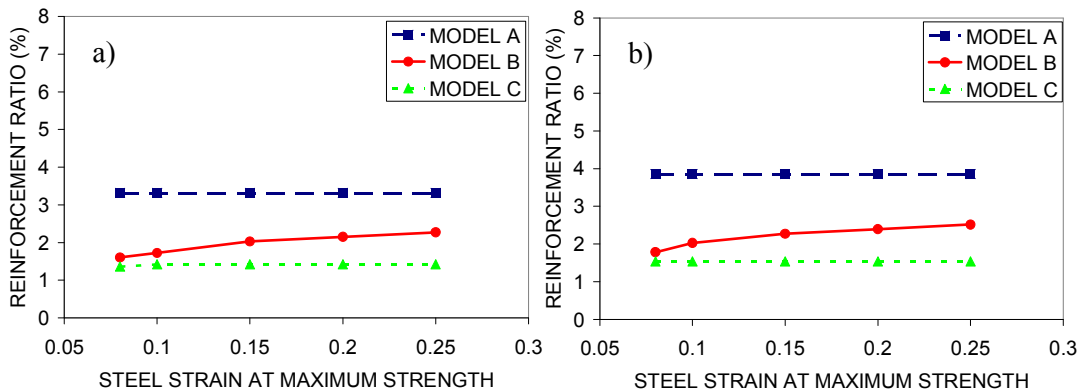 a)
MODEL A
MODEL B
MODEL C
REINFORCEMENT RATIO (%)
8
7
6
5
4
3
2
1
0
0.05 0.1 0.15 0.2 0.25 0.3
STEEL STRAIN AT MAXIMUM STRENGTH
b)
MODEL A
MODEL B
MODEL C
REINFORCEMENT RATIO (%)
8
7
6
5
4
3
2
1
0
0.05 0.1 0.15 0.2 0.25 0.3
STEEL STRAIN AT MAXIMUM STRENGTH